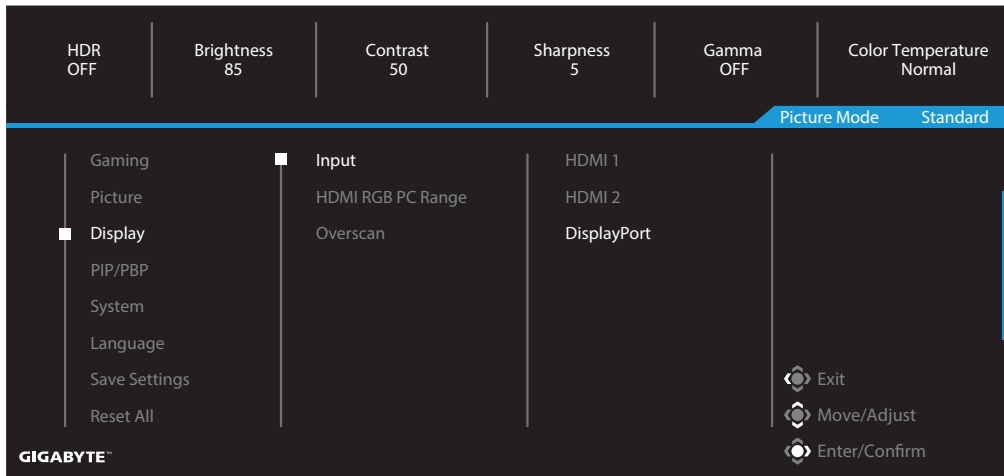 HDR
OFF
Brightness
85
Contrast
50
Sharpness
5
Gamma
OFF
Color Temperature
Normal
Picture Mode Standard
Gaming
Picture
Display
PIP/PBP
System
Language
Save Settings
Reset All
Input
HDMI RGB PC Range
Overscan
HDMI 1
HDMI 2
DisplayPort
Exit
Move/Adjust
Enter/Confirm
GIGABYTE™